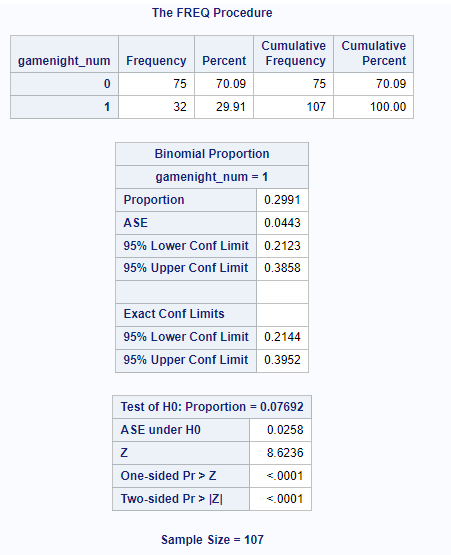 The FREQ Procedure
gamenight_num Frequency Percent Cumulative Frequency Cumulative Percent
0 75 70.09 75 70.09
1 32 29.91 107 100.00
Binomial Proportion
gamenight_num = 1
Proportion 0.2991
ASE 0.0443
95% Lower Conf Limit 0.2123
95% Upper Conf Limit 0.3858
Exact Conf Limits
95% Lower Conf Limit 0.2144
95% Upper Conf Limit 0.3952
Test of H0: Proportion = 0.07692
ASE under H0 0.0258
Z 8.6236
One-sided Pr > Z <.0001
Two-sided Pr > |Z| <.0001
Sample Size = 107